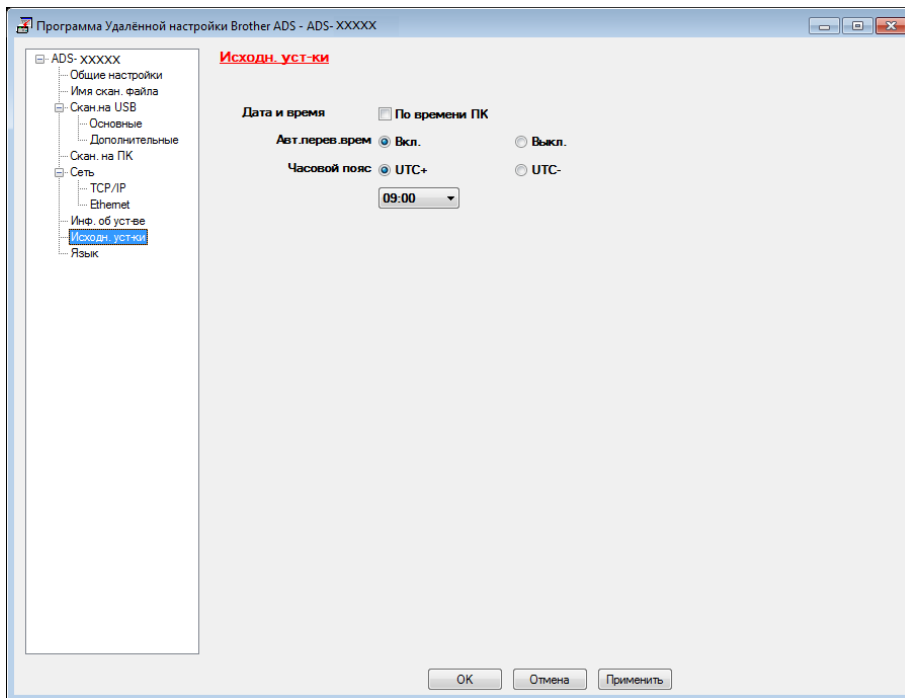 Программа Удалённой настройки Brother ADS - ADS- XXXXX
ADS- XXXXX
Общие настройки
Имя скан. файла
Скан.на USB
Основные
Дополнительные
Скан. на ПК
Сеть
TCP/IP
Ethernet
Инф. об уст-ве
Исходн. уст-ки
Язык
Исходн. уст-ки
Дата и время По времени ПК
Авт.перев.врем Вкл. Выкл.
Часовой пояс UTC+ UTC-
09:00
OK Отмена Применить